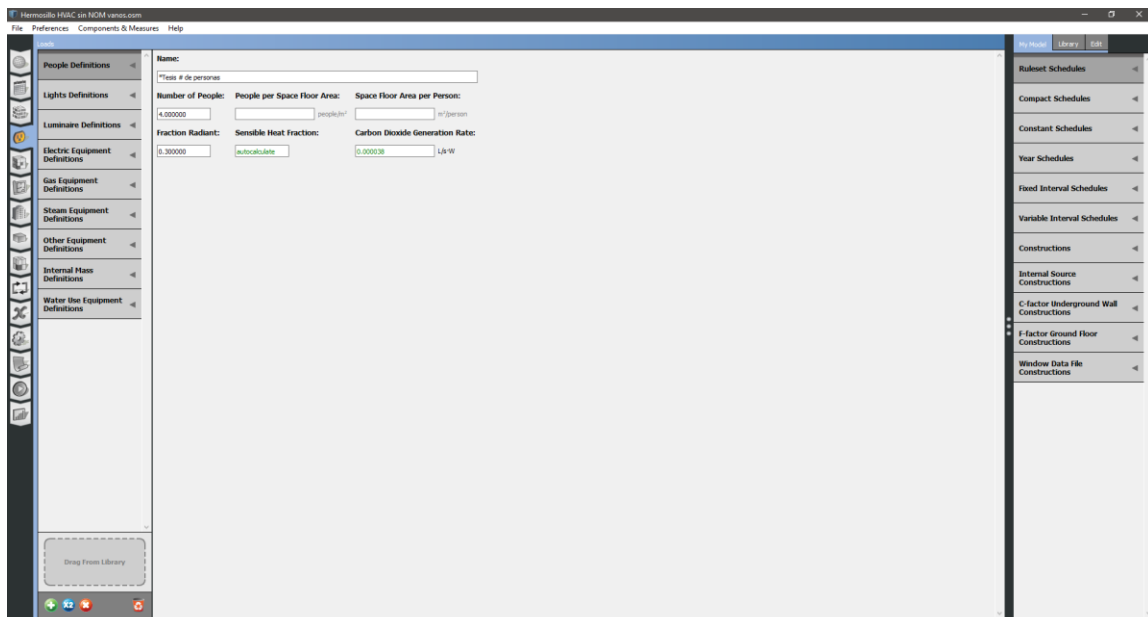 Hermosillo HVAC sin NOM vanos.osm
File Preferences Components & Measures Help
Loads
People Definitions
Lights Definitions
Luminaire Definitions
Electric Equipment
Definitions
Gas Equipment
Definitions
Steam Equipment
Definitions
Other Equipment
Definitions
Internal Mass
Definitions
Water Use Equipment
Definitions
Drag From Library
x2
Name:
*Tesis # de personas
Number of People: People per Space Floor Area: Space Floor Area per Person:
4.000000 people/m² m²/person
Fraction Radiant: Sensible Heat Fraction: Carbon Dioxide Generation Rate:
0.300000 autocalculate 0.000038 L/s·W
My Model Library Edit
Ruleset Schedules
Compact Schedules
Constant Schedules
Year Schedules
Fixed Interval Schedules
Variable Interval Schedules
Constructions
Internal Source
Constructions
C-factor Underground Wall
Constructions
F-factor Ground Floor
Constructions
Window Data File
Constructions